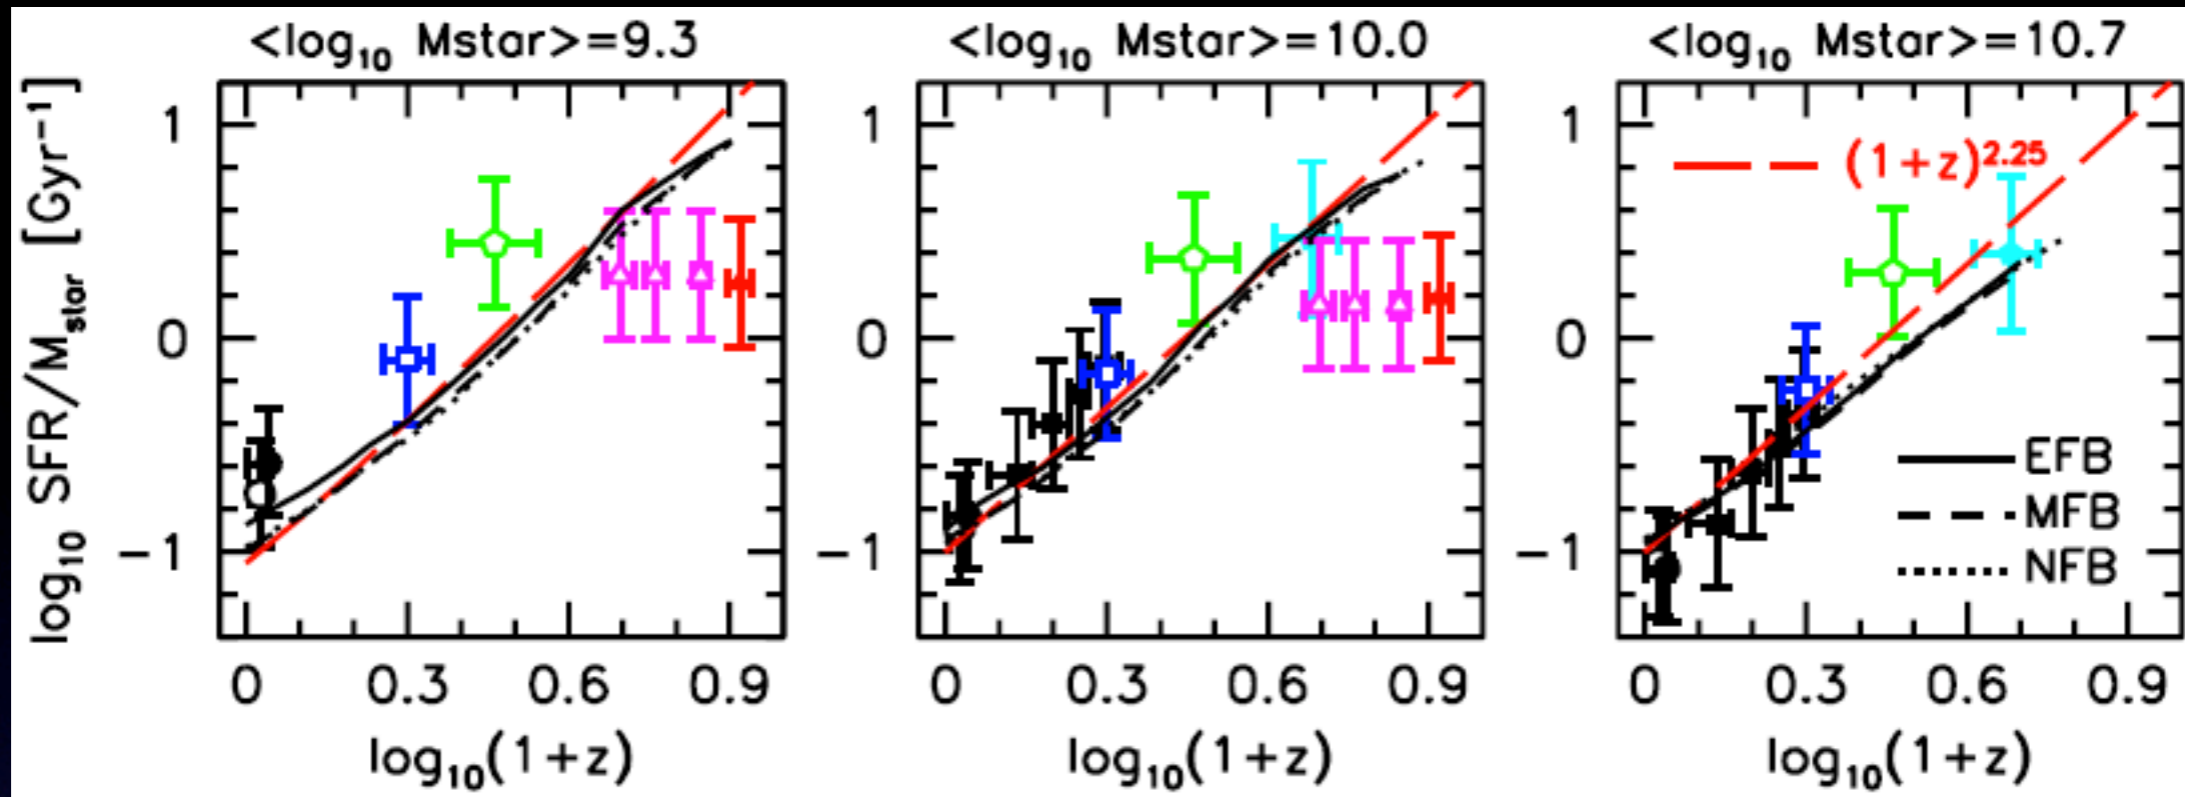 <log₁₀ Mstar>=9.3
<log₁₀ Mstar>=10.0
<log₁₀ Mstar>=10.7
log₁₀ SFR/Mstar [Gyr⁻¹]
1
0
−1
0 0.3 0.6 0.9
log₁₀(1+z)
1
0
−1
0 0.3 0.6 0.9
log₁₀(1+z)
1
0
−1
(1+z)²·²⁵
EFB
MFB
NFB
0 0.3 0.6 0.9
log₁₀(1+z)